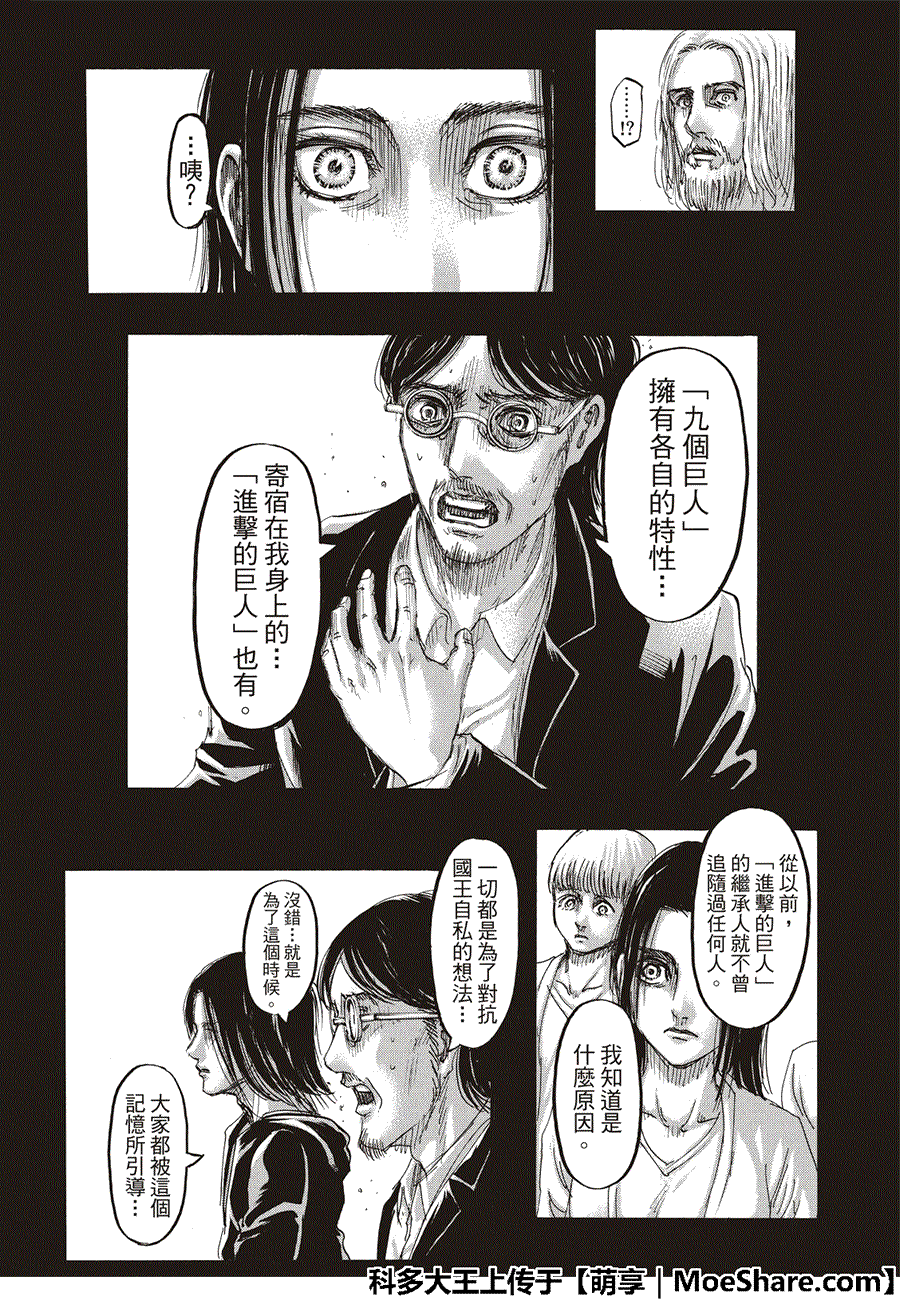 ……
!?
…咦?
「九個巨人」
擁有各自的特性…
寄宿在我身上的…
「進擊的巨人」也有。
從以前，
「進擊的巨人」
的繼承人就不曾
追隨過任何人。
我知道是
什麼原因。
一切都是為了對抗
國王自私的想法…
沒錯…就是
為了這個時候。
大家都被這個
記憶所引導…
科多大王上传于【萌享｜MoeShare.com】